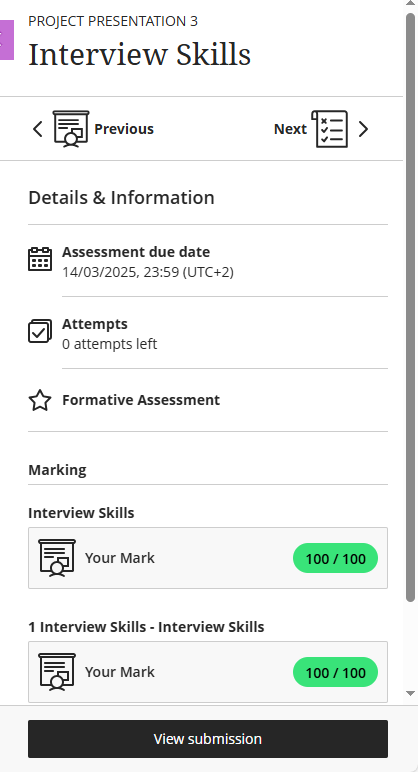 PROJECT PRESENTATION 3
Interview Skills
Previous
Next
Details & Information
Assessment due date
14/03/2025, 23:59 (UTC+2)
Attempts
0 attempts left
Formative Assessment
Marking
Interview Skills
Your Mark
100 / 100
1 Interview Skills - Interview Skills
Your Mark
100 / 100
View submission